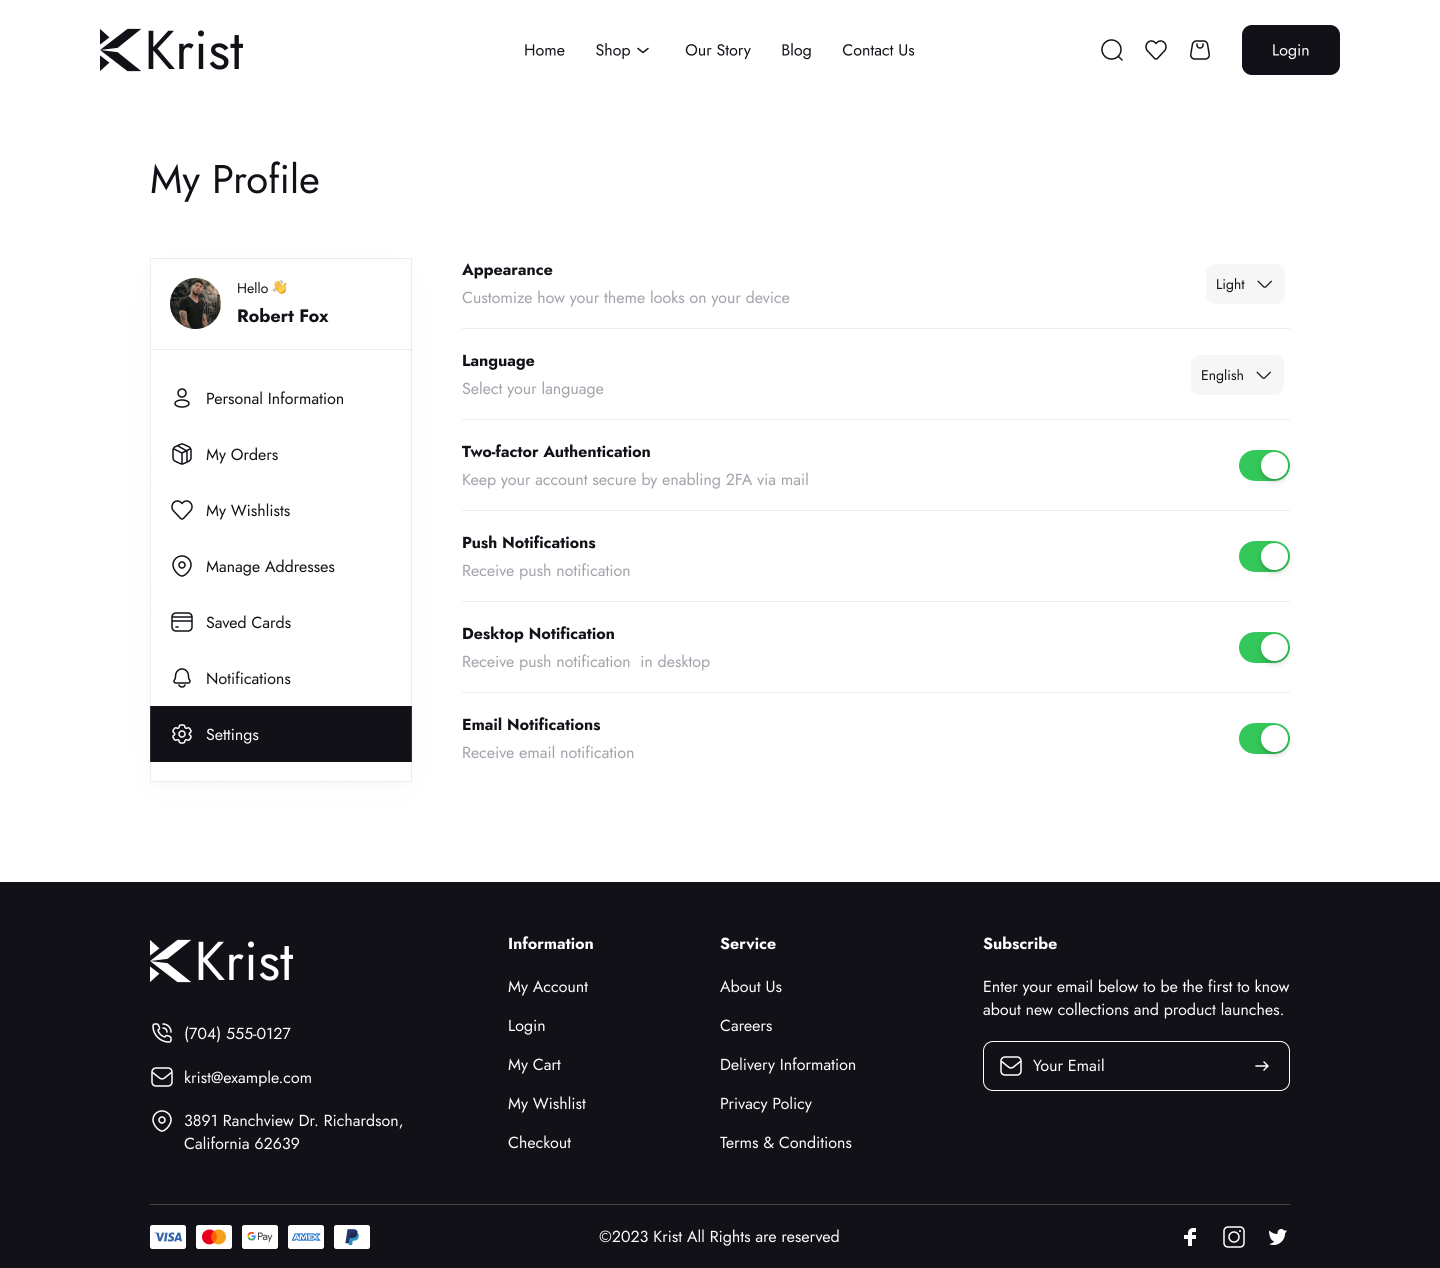 Krist
Home Shop Our Story Blog Contact Us
Login
My Profile
Hello 👋
Robert Fox
Personal Information
My Orders
My Wishlists
Manage Addresses
Saved Cards
Notifications
Settings
Appearance
Customize how your theme looks on your device
Light
Language
Select your language
English
Two-factor Authentication
Keep your account secure by enabling 2FA via mail
Push Notifications
Receive push notification
Desktop Notification
Receive push notification  in desktop
Email Notifications
Receive email notification
Krist
(704) 555-0127
krist@example.com
3891 Ranchview Dr. Richardson,
California 62639
Information
My Account
Login
My Cart
My Wishlist
Checkout
Service
About Us
Careers
Delivery Information
Privacy Policy
Terms & Conditions
Subscribe
Enter your email below to be the first to know
about new collections and product launches.
Your Email
VISA G Pay AMEX
©2023 Krist All Rights are reserved